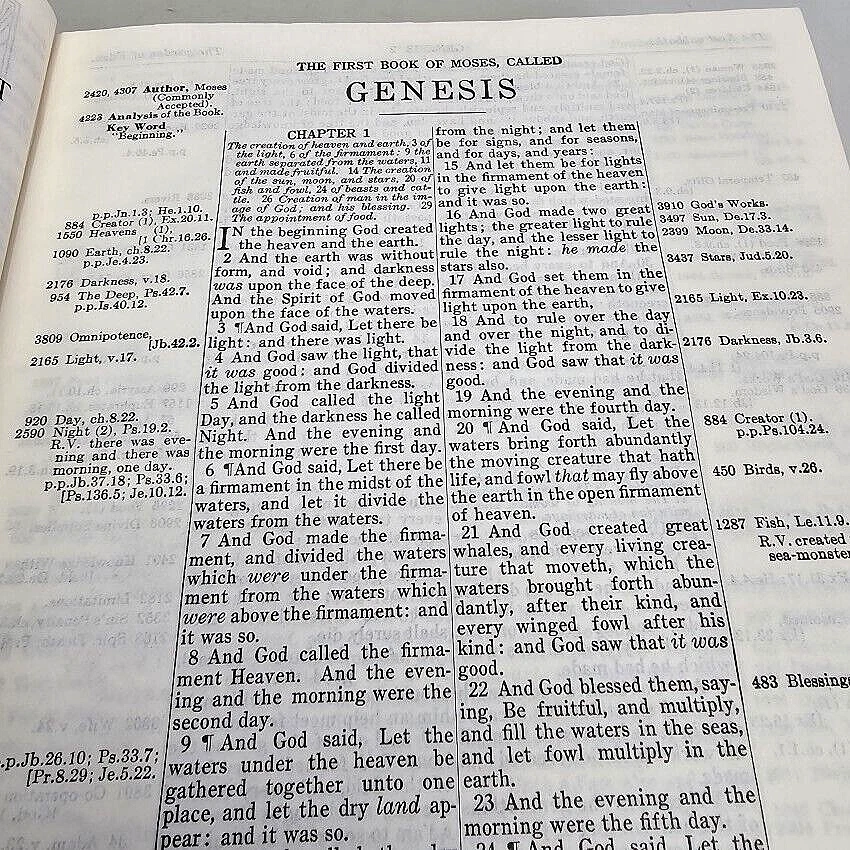 THE FIRST BOOK OF MOSES, CALLED
GENESIS
2420, 4307 Author, Moses
(Commonly
Accepted).
4223 Analysis of the Book.
Key Word
"Beginning."
p.p.Jn.1.3; He.1.10.
884 Creator (1), Ex.20.11.
1550 Heavens (1),
[1 Chr.16.26.
1090 Earth, ch.8.22.
p.p.Je.4.23.
2176 Darkness, v.18.
954 The Deep, Ps.42.7.
p.p.Is.40.12.
3809 Omnipotence,
[Jb.42.2.
2165 Light, v.17.
920 Day, ch.8.22.
2590 Night (2), Ps.19.2.
R.V. there was eve-
ning and there was
morning, one day.
p.p.Jb.37.18; Ps.33.6;
[Ps.136.5; Je.10.12.
p.Jb.26.10; Ps.33.7;
[Pr.8.29; Je.5.22.
CHAPTER 1
The creation of heaven and earth, 3 of
the light, 6 of the firmament: 9 the
earth separated from the waters, 11
and made fruitful. 14 The creation
of the sun, moon, and stars, 20 of
fish and fowl, 24 of beasts and cat-
tle. 26 Creation of man in the im-
age of God; and his blessing. 29
The appointment of food.
IN the beginning God created
the heaven and the earth.
2 And the earth was without
form, and void; and darkness
was upon the face of the deep.
And the Spirit of God moved
upon the face of the waters.
3 ¶And God said, Let there be
light: and there was light.
4 And God saw the light, that
it was good: and God divided
the light from the darkness.
5 And God called the light
Day, and the darkness he called
Night. And the evening and
the morning were the first day.
6 ¶And God said, Let there be
a firmament in the midst of the
waters, and let it divide the
waters from the waters.
7 And God made the firma-
ment, and divided the waters
which were under the firma-
ment from the waters which
were above the firmament: and
it was so.
8 And God called the firma-
ment Heaven. And the even-
ing and the morning were the
second day.
9 ¶ And God said, Let the
waters under the heaven be
gathered together unto one
place, and let the dry land ap-
pear: and it was so.
from the night; and let them
be for signs, and for seasons,
and for days, and years:
15 And let them be for lights
in the firmament of the heaven
to give light upon the earth:
and it was so.
16 And God made two great
lights; the greater light to rule
the day, and the lesser light to
rule the night: he made the
stars also.
17 And God set them in the
firmament of the heaven to give
light upon the earth,
18 And to rule over the day
and over the night, and to di-
vide the light from the dark-
ness: and God saw that it was
good.
19 And the evening and the
morning were the fourth day.
20 ¶ And God said, Let the
waters bring forth abundantly
the moving creature that hath
life, and fowl that may fly above
the earth in the open firmament
of heaven.
21 And God created great
whales, and every living crea-
ture that moveth, which the
waters brought forth abun-
dantly, after their kind, and
every winged fowl after his
kind: and God saw that it was
good.
22 And God blessed them, say-
ing, Be fruitful, and multiply,
and fill the waters in the seas,
and let fowl multiply in the
earth.
23 And the evening and the
morning were the fifth day.
24 ¶ And God said, Let the
3910 God's Works.
3497 Sun, De.17.3.
2399 Moon, De.33.14.
3437 Stars, Jud.5.20.
2165 Light, Ex.10.23.
2176 Darkness, Jb.3.6.
884 Creator (1).
p.p.Ps.104.24.
450 Birds, v.26.
1287 Fish, Le.11.9.
R.V. created
sea-monster
483 Blessing